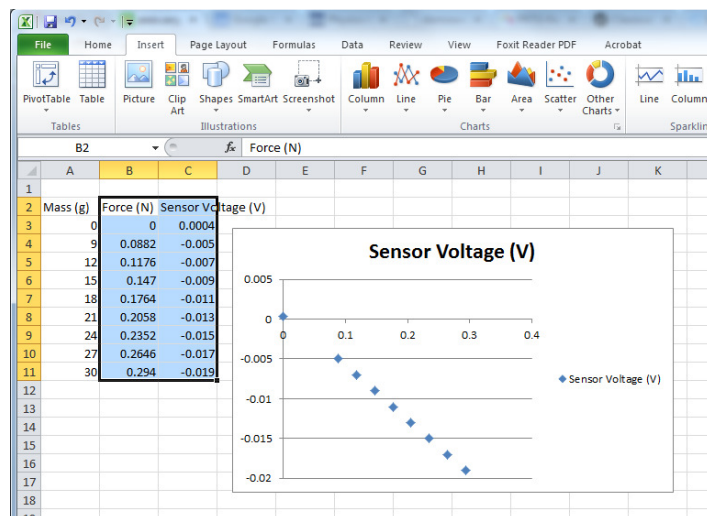 File Home Insert Page Layout Formulas Data Review View Foxit Reader PDF Acrobat
PivotTable Table Picture Clip Art Shapes SmartArt Screenshot Column Line Pie Bar Area Scatter Other Charts Line Column
Tables Illustrations Charts Sparklin
B2 fx Force (N)
A B C D E F G H I J K
1
2 Mass (g) Force (N) Sensor Voltage (V)
3 0 0 0.0004
4 9 0.0882 -0.005
5 12 0.1176 -0.007
6 15 0.147 -0.009
7 18 0.1764 -0.011
8 21 0.2058 -0.013
9 24 0.2352 -0.015
10 27 0.2646 -0.017
11 30 0.294 -0.019
12
13
14
15
16
17
18
Sensor Voltage (V)
0.005
0
0 0.1 0.2 0.3 0.4
-0.005
-0.01
-0.015
-0.02
Sensor Voltage (V)